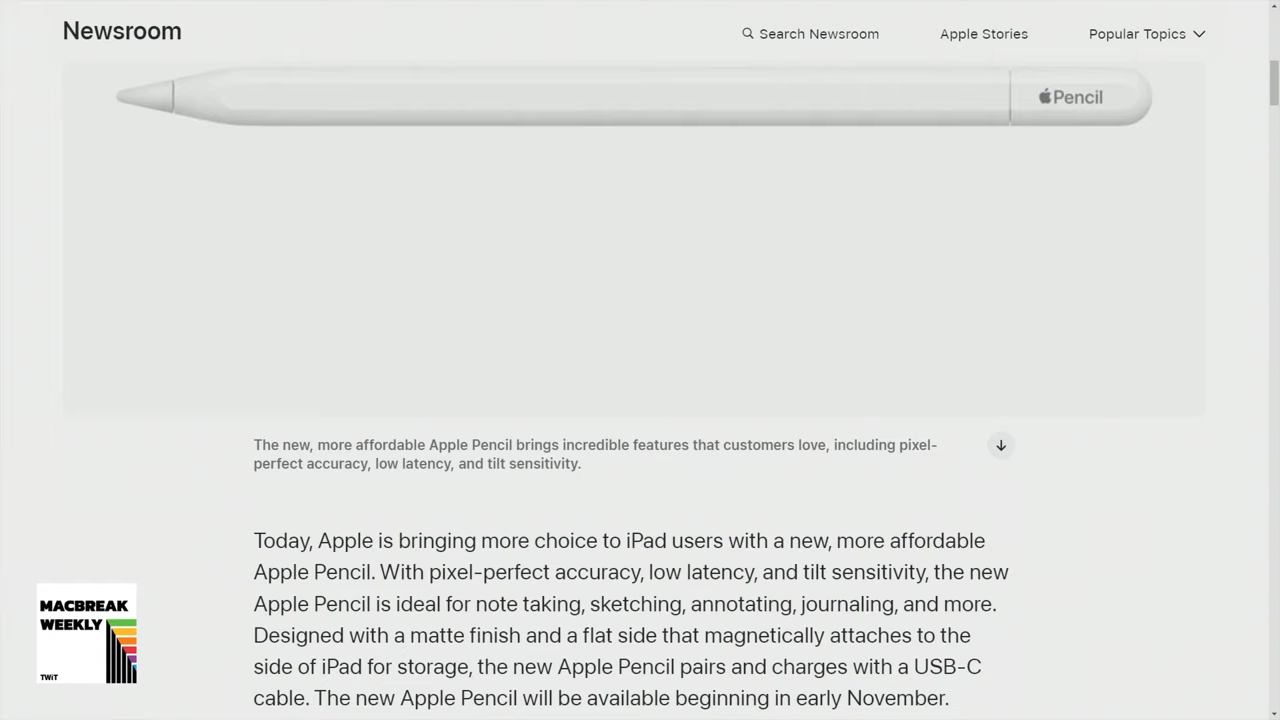 Newsroom
Search Newsroom
Apple Stories
Popular Topics
Pencil
The new, more affordable Apple Pencil brings incredible features that customers love, including pixel-
perfect accuracy, low latency, and tilt sensitivity.
Today, Apple is bringing more choice to iPad users with a new, more affordable
Apple Pencil. With pixel-perfect accuracy, low latency, and tilt sensitivity, the new
Apple Pencil is ideal for note taking, sketching, annotating, journaling, and more.
Designed with a matte finish and a flat side that magnetically attaches to the
side of iPad for storage, the new Apple Pencil pairs and charges with a USB-C
cable. The new Apple Pencil will be available beginning in early November.
MACBREAK
WEEKLY
TWiT